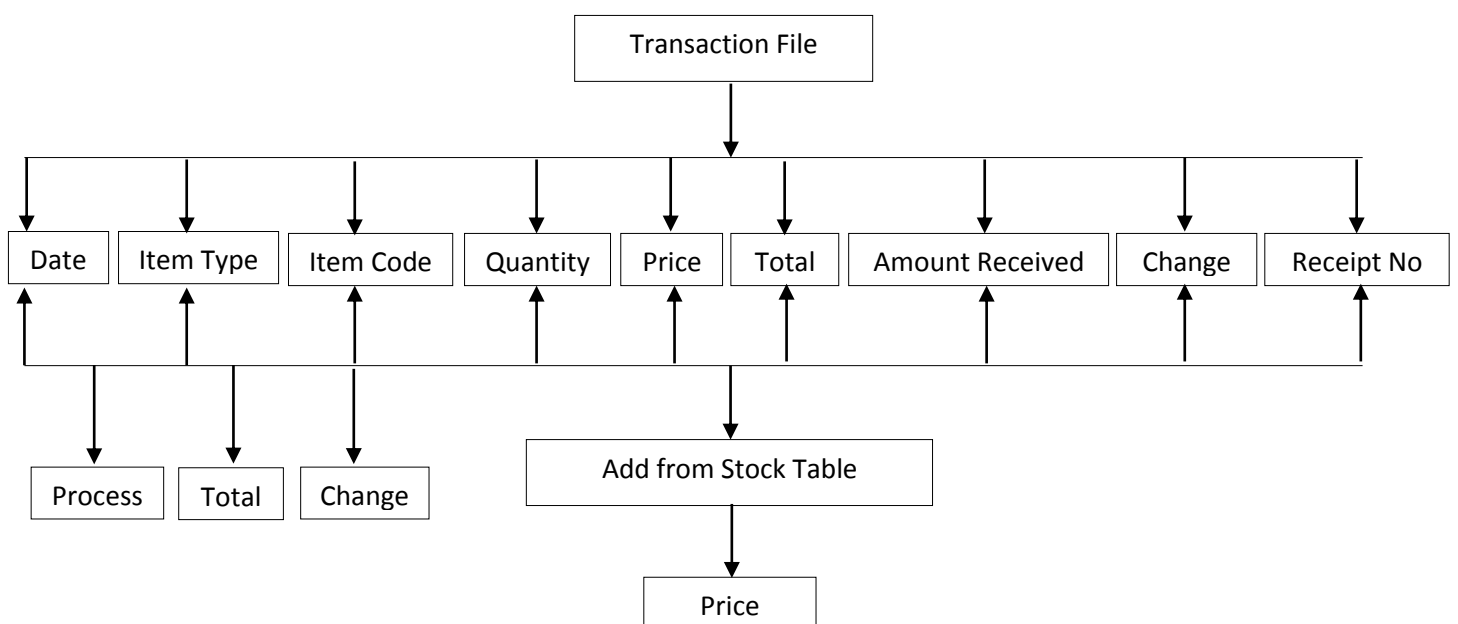 Transaction File
Date
Item Type
Item Code
Quantity
Price
Total
Amount Received
Change
Receipt No
Process
Total
Change
Add from Stock Table
Price